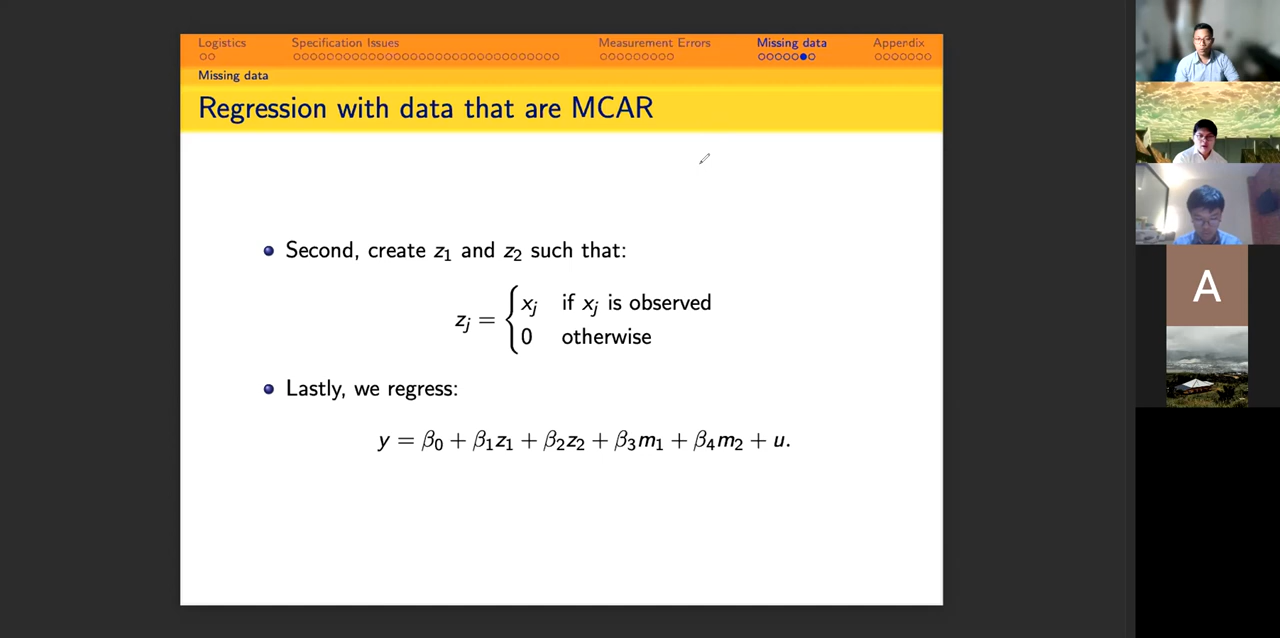 Logistics Specification Issues Measurement Errors Missing data Appendix
Missing data
Regression with data that are MCAR
Second, create z₁ and z₂ such that:
zⱼ = { xⱼ if xⱼ is observed
0 otherwise
Lastly, we regress:
y = β₀ + β₁z₁ + β₂z₂ + β₃m₁ + β₄m₂ + u.
A